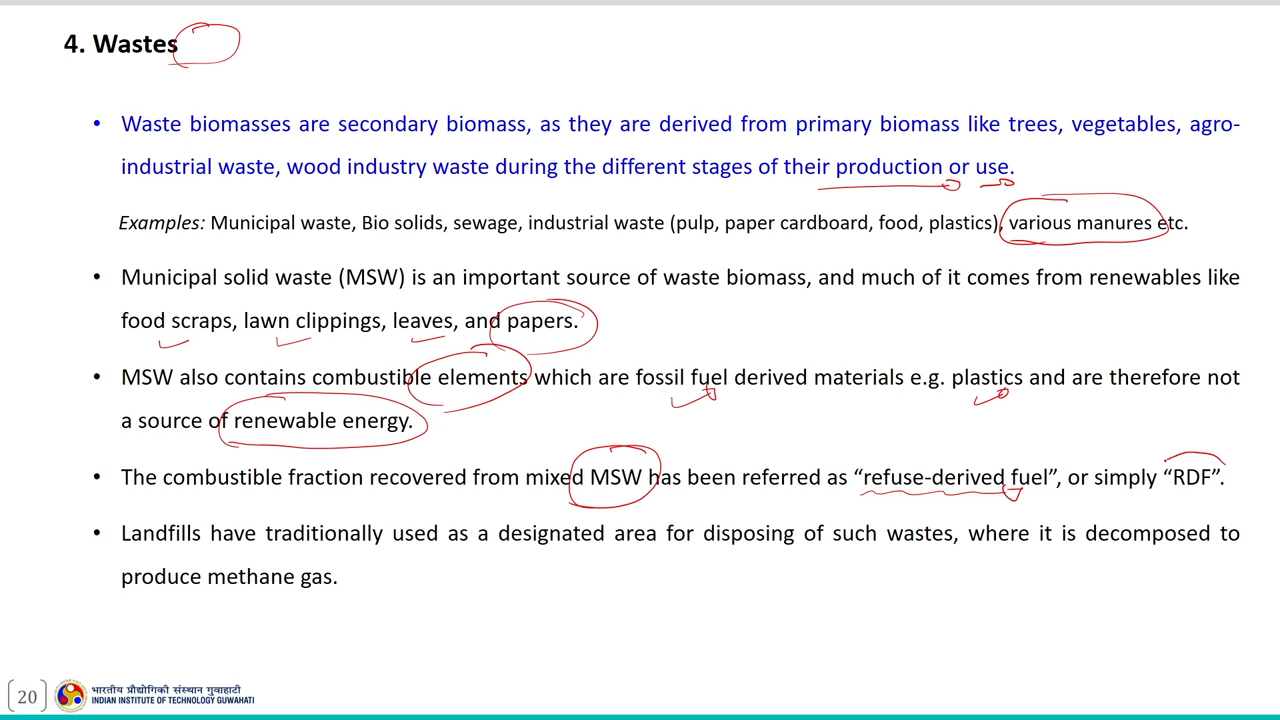 4. Wastes
• Waste biomasses are secondary biomass, as they are derived from primary biomass like trees, vegetables, agro-
industrial waste, wood industry waste during the different stages of their production or use.
Examples: Municipal waste, Bio solids, sewage, industrial waste (pulp, paper cardboard, food, plastics), various manures etc.
• Municipal solid waste (MSW) is an important source of waste biomass, and much of it comes from renewables like
food scraps, lawn clippings, leaves, and papers.
• MSW also contains combustible elements which are fossil fuel derived materials e.g. plastics and are therefore not
a source of renewable energy.
• The combustible fraction recovered from mixed MSW has been referred as “refuse-derived fuel”, or simply “RDF”.
• Landfills have traditionally used as a designated area for disposing of such wastes, where it is decomposed to
produce methane gas.
20
भारतीय प्रौद्योगिकी संस्थान गुवाहाटी
INDIAN INSTITUTE OF TECHNOLOGY GUWAHATI